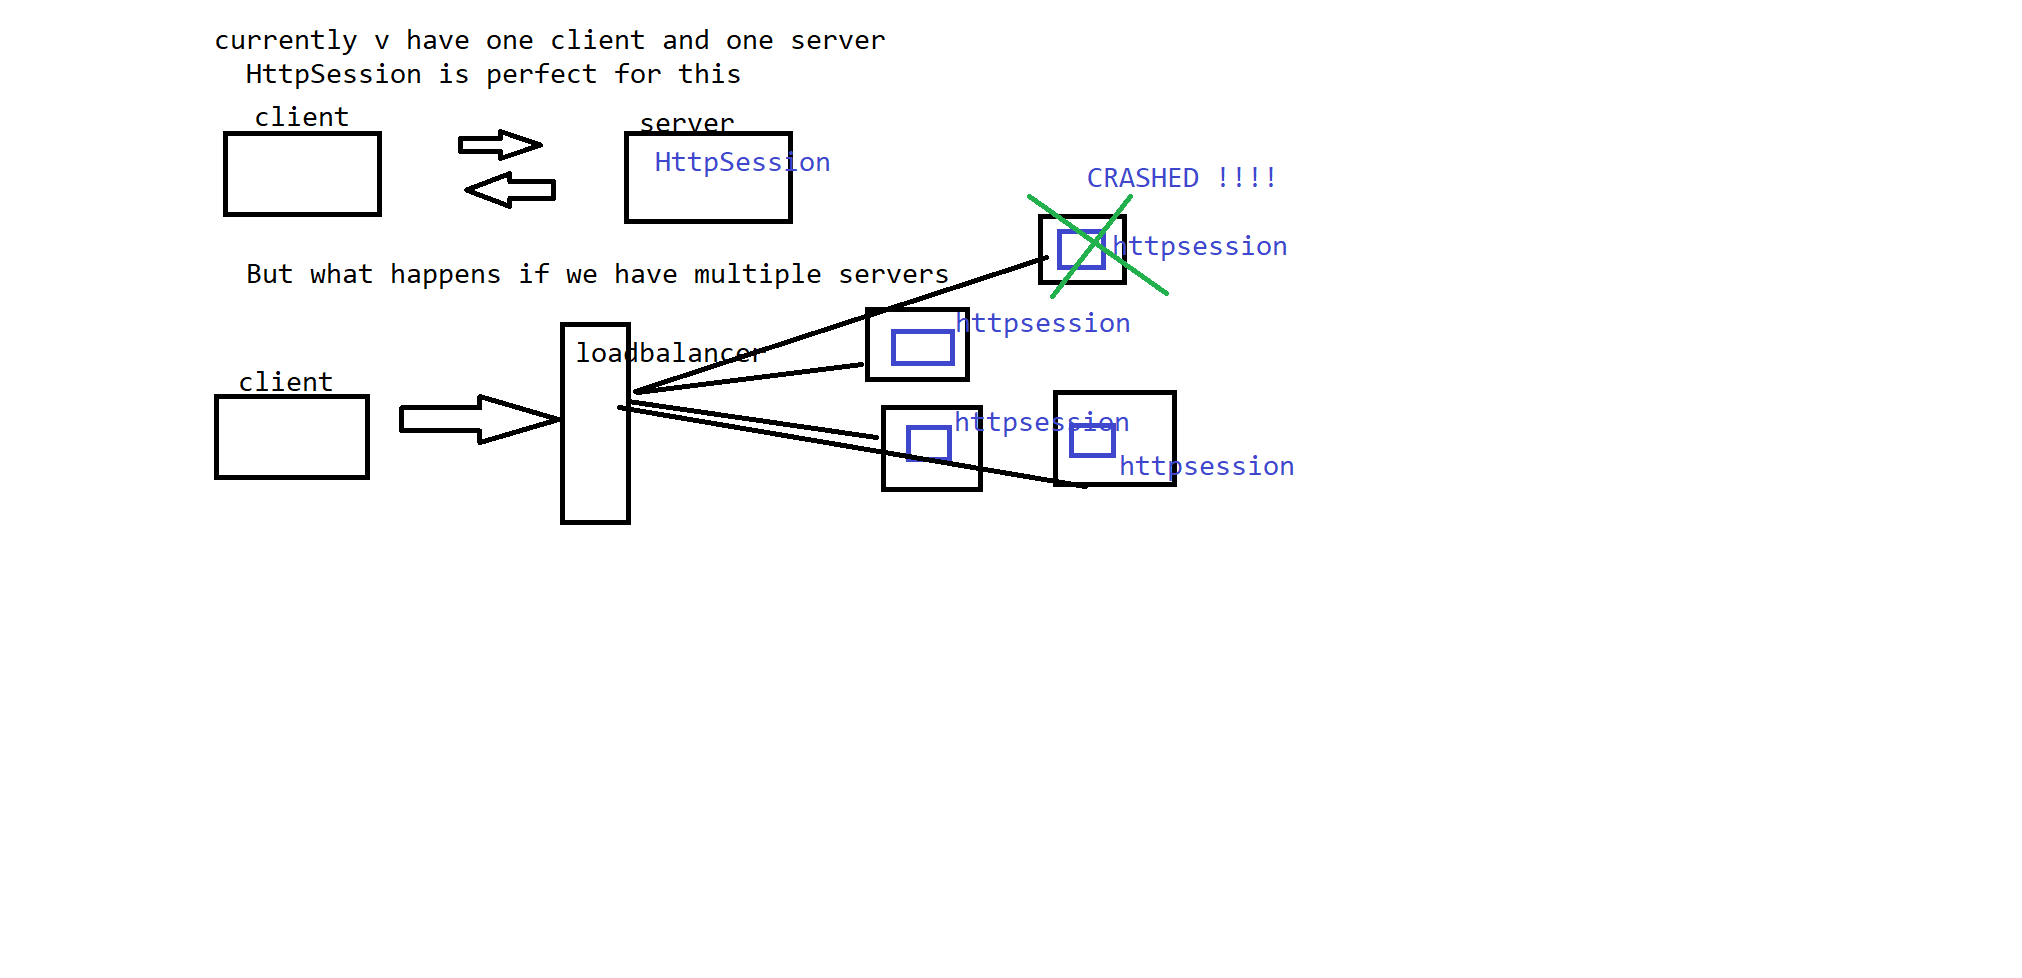 currently v have one client and one server
HttpSession is perfect for this
client
server
HttpSession
CRASHED !!!!
httpsession
But what happens if we have multiple servers
httpsession
loadbalancer
client
httpsession
httpsession